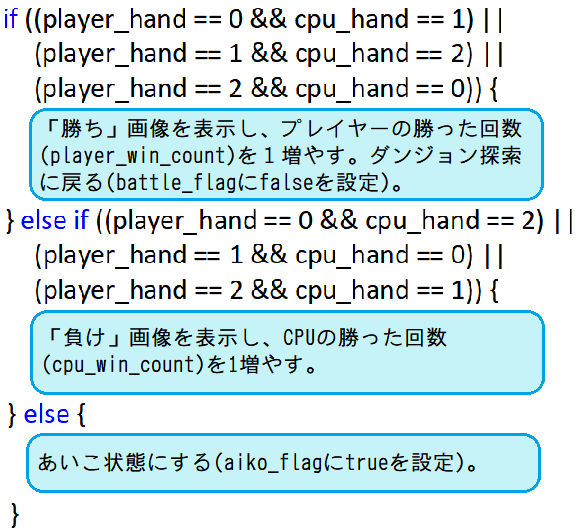 if ((player_hand == 0 && cpu_hand == 1) ||
(player_hand == 1 && cpu_hand == 2) ||
(player_hand == 2 && cpu_hand == 0)) {
「勝ち」画像を表示し、プレイヤーの勝った回数
(player_win_count)を１増やす。ダンジョン探索
に戻る(battle_flagにfalseを設定)。
} else if ((player_hand == 0 && cpu_hand == 2) ||
(player_hand == 1 && cpu_hand == 0) ||
(player_hand == 2 && cpu_hand == 1)) {
「負け」画像を表示し、CPUの勝った回数
(cpu_win_count)を1増やす。
} else {
あいこ状態にする(aiko_flagにtrueを設定)。
}